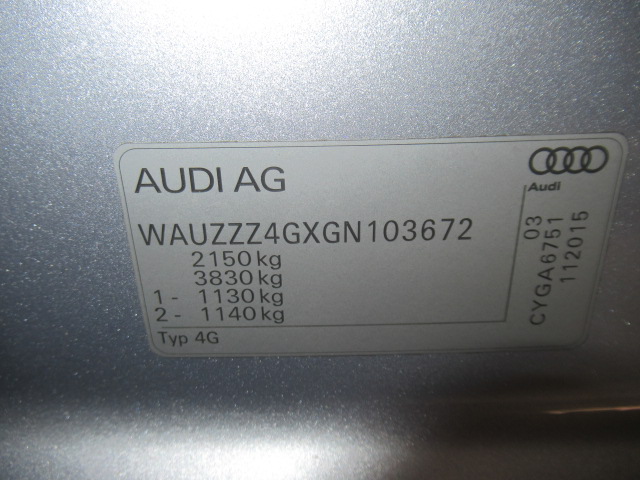 AUDI AG
Audi
WAUZZZ4GXGN103672
2150 kg
3830 kg
1 - 1130 kg
2 - 1140 kg
Typ 4G
03
CYGA6751
112015